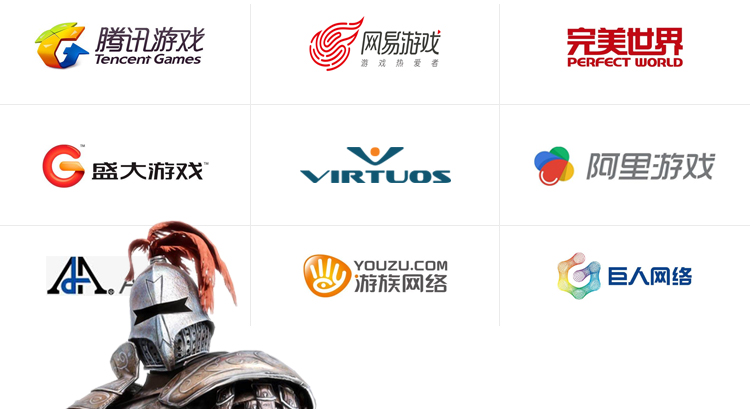 腾讯游戏
Tencent Games
网易游戏
游戏热爱者
完美世界
PERFECT WORLD
盛大游戏™
VIRTUOS
阿里游戏
YOUZU.COM
游族网络
巨人网络